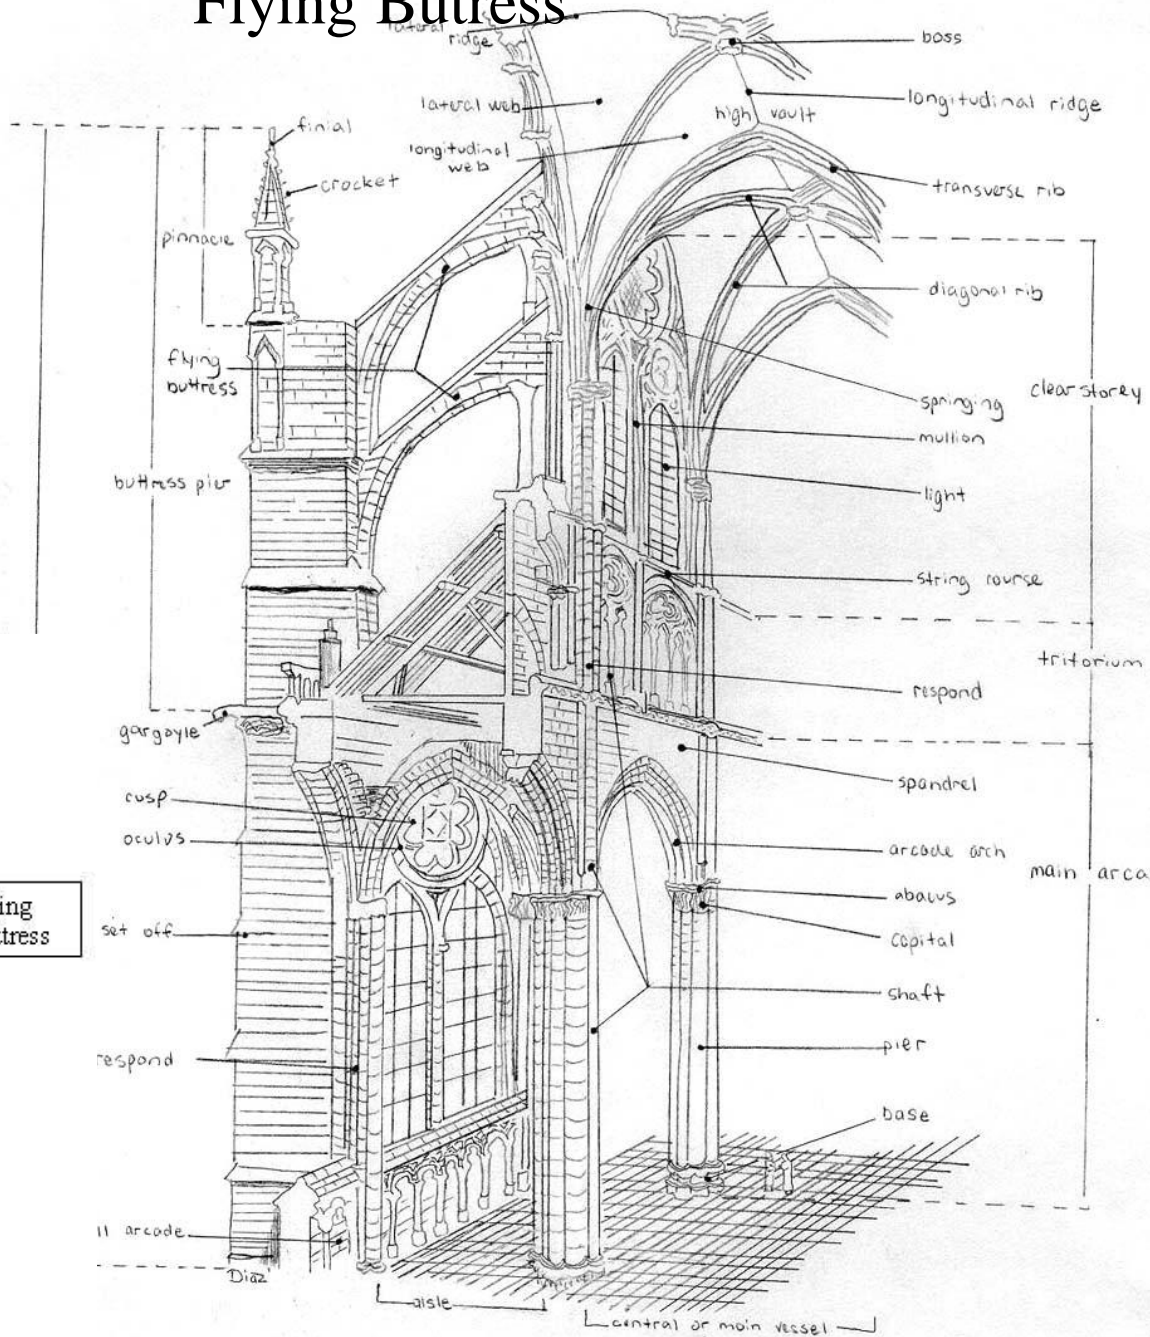 Flying Butress
lateral
ridge
boss
lateral web
longitudinal ridge
high vault
finial
longitudinal
web
crocket
transverse rib
pinnacle
diagonal rib
flying
buttress
clear storey
springing
mullion
buttress pier
light
string course
triforium
respond
gargoyle
spandrel
cusp
oculus
arcade arch
main arca
abacus
ing
ttress
set off
capital
shaft
pier
respond
base
ll arcade
Diaz
aisle
central or main vessel